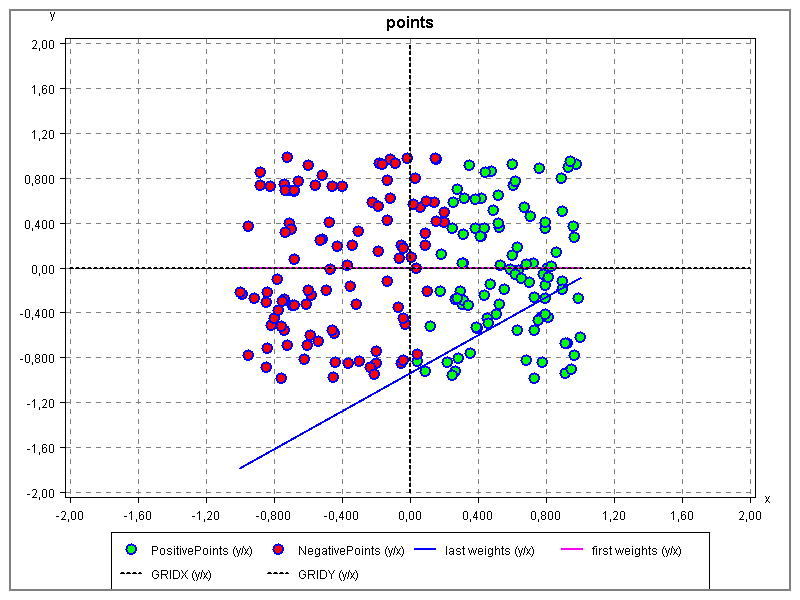 points
y
2,00
1,60
1,20
0,800
0,400
0,00
-0,400
-0,800
-1,20
-1,60
-2,00
-2,00 -1,60 -1,20 -0,800 -0,400 0,00 0,400 0,800 1,20 1,60 2,00
x
PositivePoints (y/x) NegativePoints (y/x) last weights (y/x) first weights (y/x)
GRIDX (y/x) GRIDY (y/x)